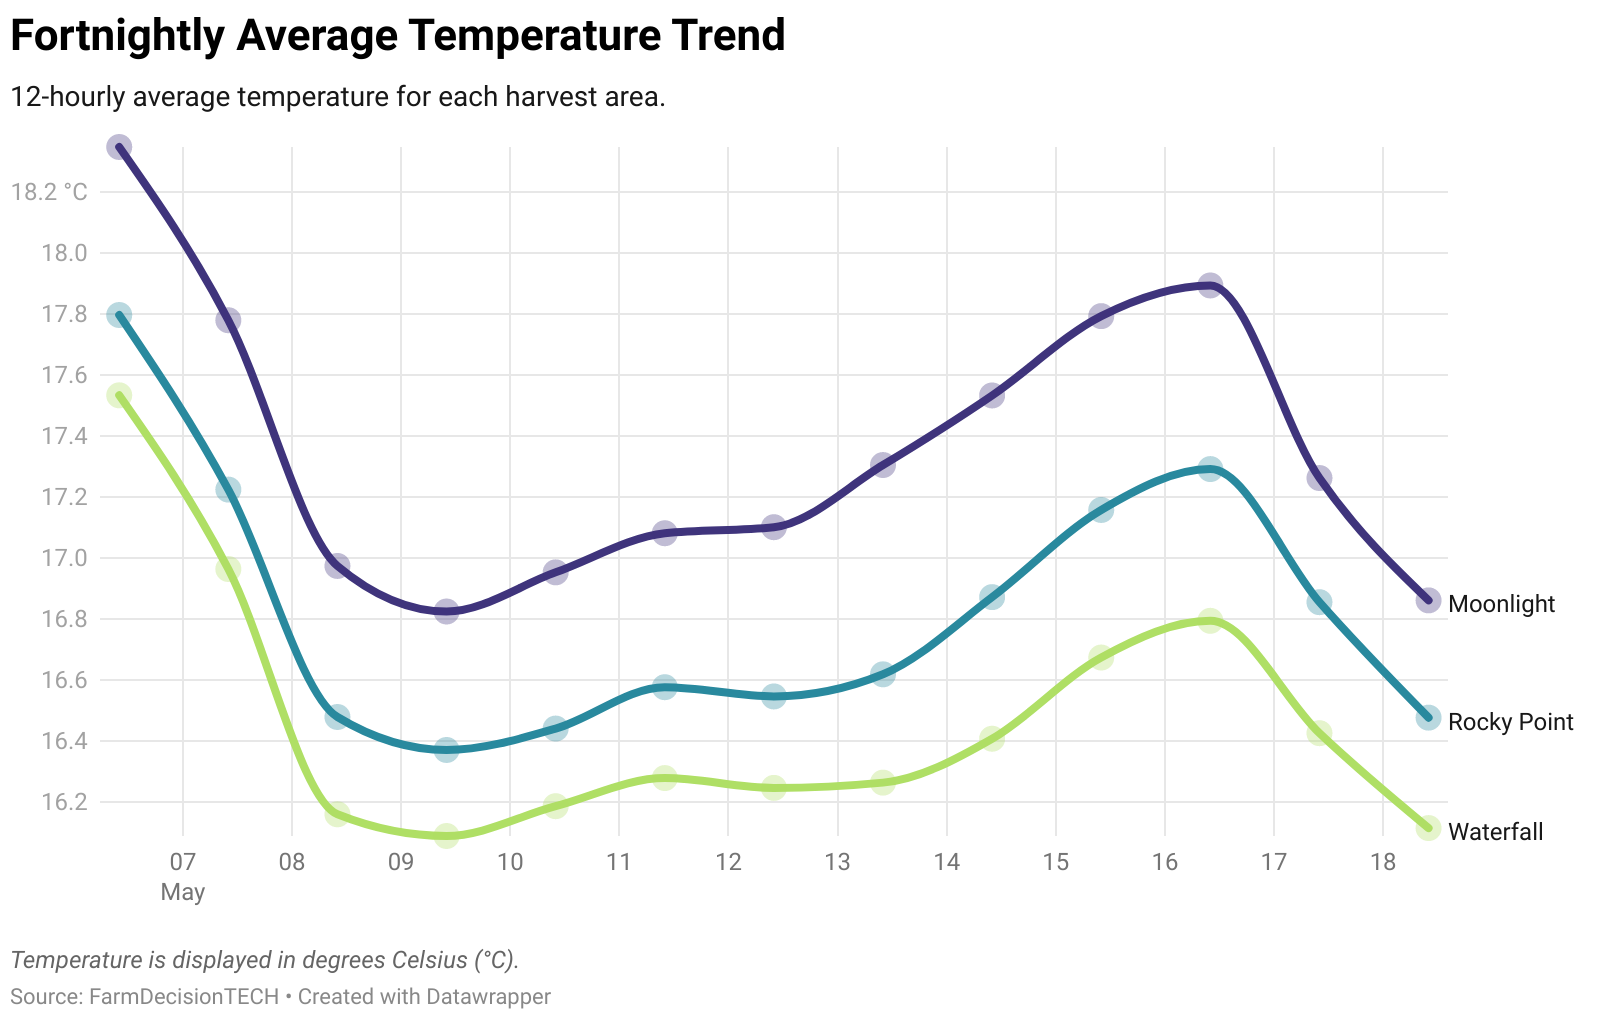 Fortnightly Average Temperature Trend
12-hourly average temperature for each harvest area.
18.2 °C
18.0
17.8
17.6
17.4
17.2
17.0
16.8
16.6
16.4
16.2
Moonlight
Rocky Point
Waterfall
07 08 09 10 11 12 13 14 15 16 17 18
May
Temperature is displayed in degrees Celsius (°C).
Source: FarmDecisionTECH • Created with Datawrapper